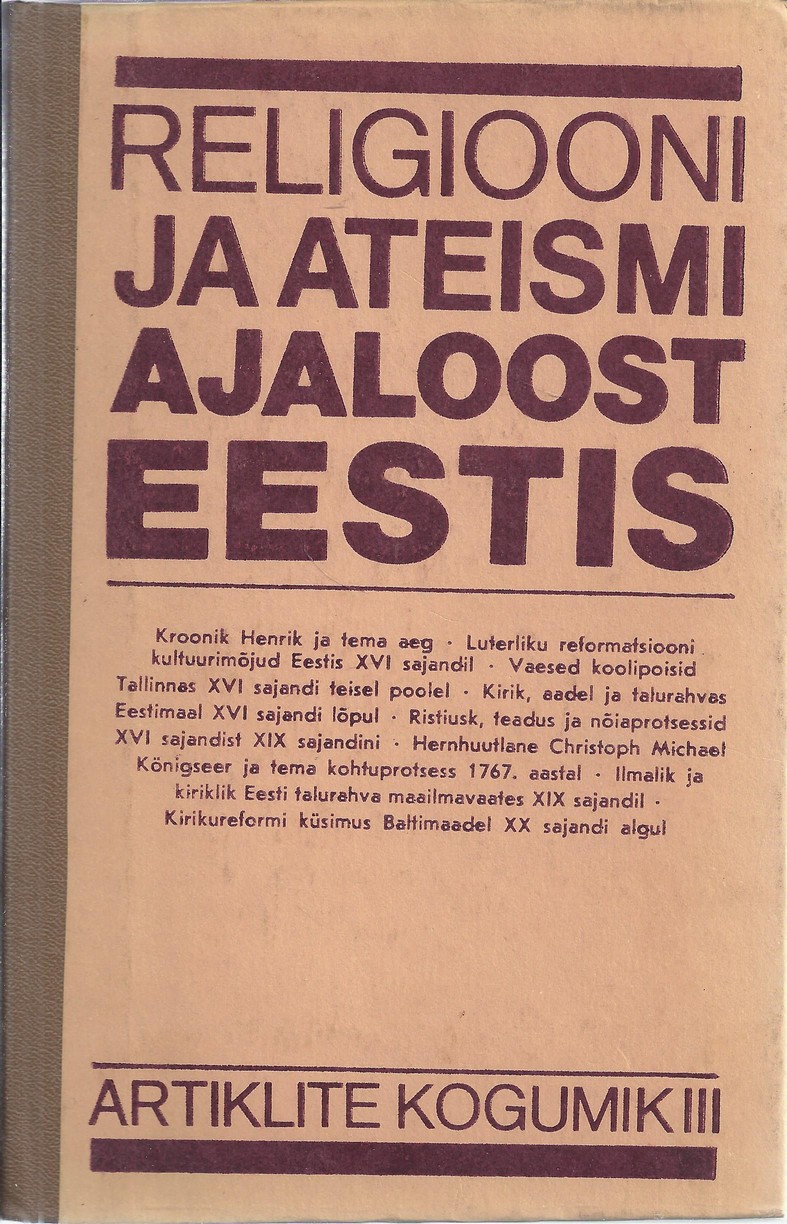 RELIGIOONI
JA ATEISMI
AJALOOST
EESTIS
Kroonik Henrik ja tema aeg · Luterliku reformatsiooni
kultuurimõjud Eestis XVI sajandil · Vaesed koolipoisid
Tallinnas XVI sajandi teisel poolel · Kirik, aadel ja talurahvas
Eestimaal XVI sajandi lõpul · Ristiusk, teadus ja nõiaprotsessid
XVI sajandist XIX sajandini · Hernhuutlane Christoph Michael
Königseer ja tema kohtuprotsess 1767. aastal · Ilmalik ja
kiriklik Eesti talurahva maailmavaates XIX sajandil ·
Kirikureformi küsimus Baltimaadel XX sajandi algul
ARTIKLITE KOGUMIK III